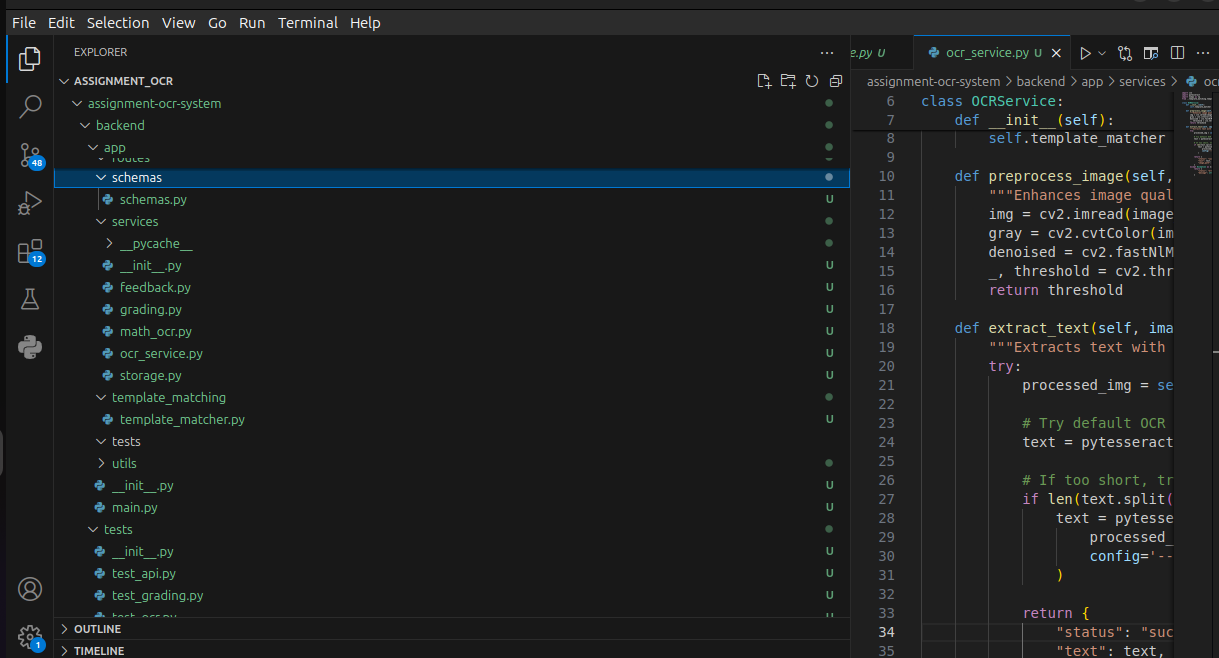 File Edit Selection View Go Run Terminal Help
EXPLORER
ASSIGNMENT_OCR
assignment-ocr-system
backend
app
routes
schemas
schemas.py U
services
__pycache__
__init__.py U
feedback.py U
grading.py U
math_ocr.py U
ocr_service.py U
storage.py U
template_matching
template_matcher.py U
tests
utils
__init__.py U
main.py U
tests
__init__.py U
test_api.py U
test_grading.py U
test_ocr.py
OUTLINE
TIMELINE
48
12
1
e.py U
ocr_service.py U
assignment-ocr-system > backend > app > services > oc
6 class OCRService:
7 def __init__(self):
8 self.template_matcher
9
10 def preprocess_image(self,
11 """Enhances image qual
12 img = cv2.imread(image
13 gray = cv2.cvtColor(im
14 denoised = cv2.fastNlM
15 _, threshold = cv2.thr
16 return threshold
17
18 def extract_text(self, ima
19 """Extracts text with
20 try:
21 processed_img = se
22
23 # Try default OCR
24 text = pytesseract
25
26 # If too short, tr
27 if len(text.split(
28 text = pytesse
29 processed_
30 config='--
31 )
32
33 return {
34 "status": "suc
35 "text": text,